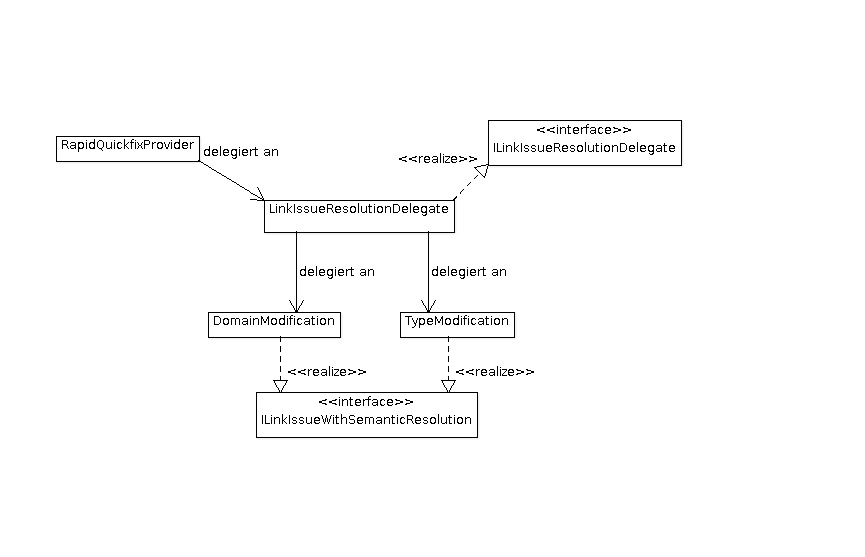 <<interface>>
ILinkIssueResolutionDelegate
RapidQuickfixProvider
delegiert an
<<realize>>
LinkIssueResolutionDelegate
delegiert an
delegiert an
DomainModification
TypeModification
<<realize>>
<<realize>>
<<interface>>
ILinkIssueWithSemanticResolution